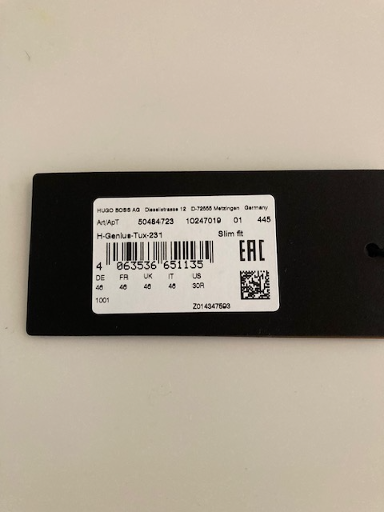 HUGO BOSS AG Dieselstrasse 12 D-72555 Metzingen Germany
Art/ApT 50484723 10247019 01 445
H-Genius-Tux-231 Slim fit
EAC
4 063536 651135
DE FR UK IT US
46 46 46 46 30R
1001 Z014347593